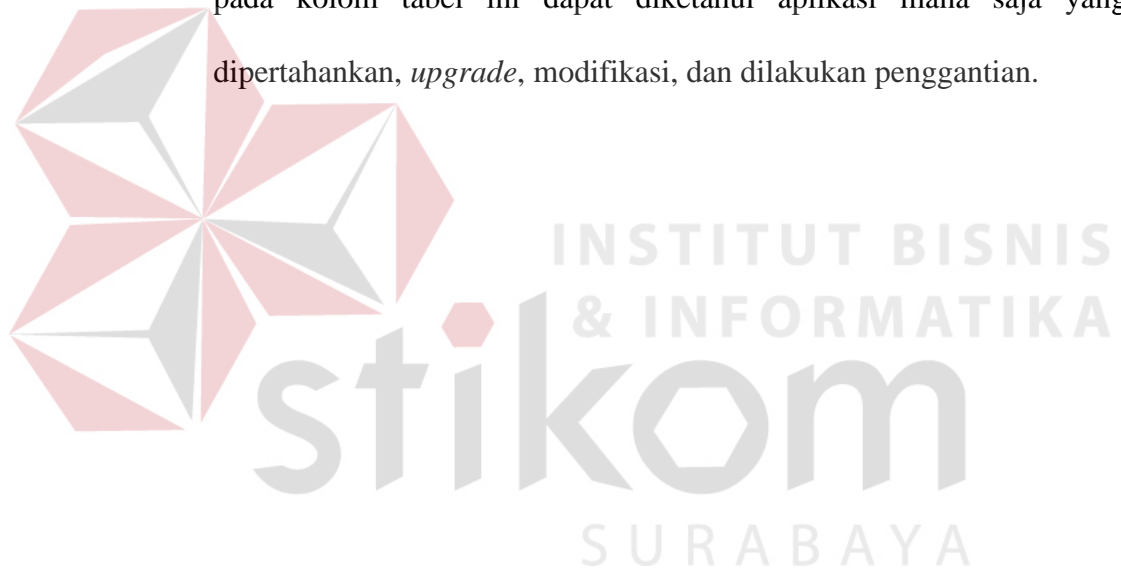 pada kolom tabel ini dapat diketahui aplikasi mana saja yang
dipertahankan, upgrade, modifikasi, dan dilakukan penggantian.
INSTITUT BISNIS
& INFORMATIKA
stikom
SURABAYA